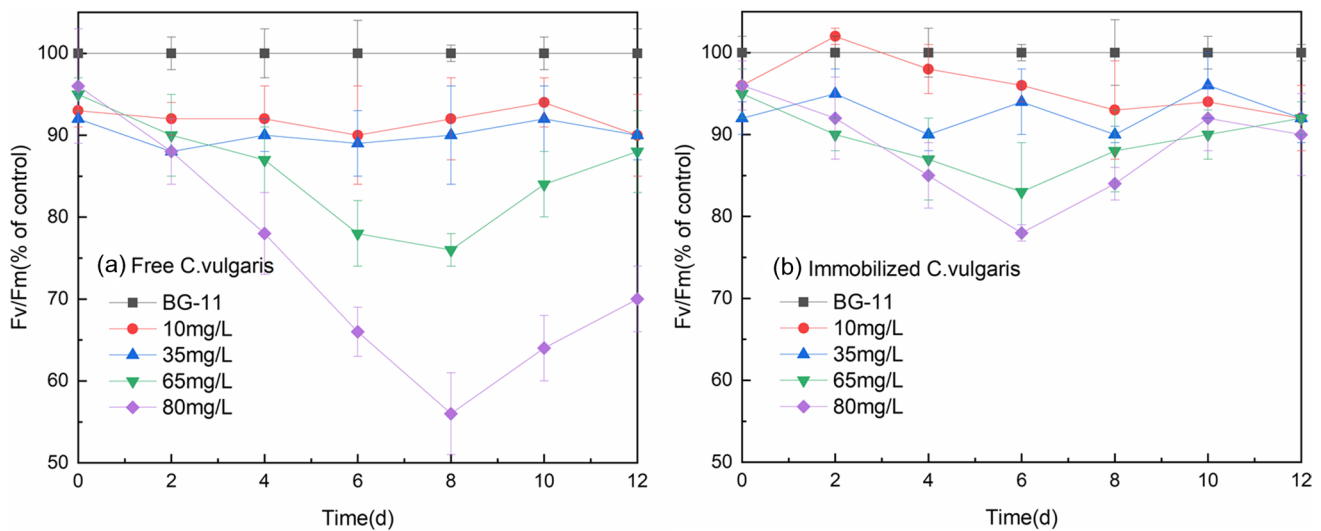 100
90
80
70
60
50
Fv/Fm(% of control)
(a) Free C.vulgaris
BG-11
10mg/L
35mg/L
65mg/L
80mg/L
0 2 4 6 8 10 12
Time(d)
100
90
80
70
60
50
Fv/Fm(% of control)
(b) Immobilized C.vulgaris
BG-11
10mg/L
35mg/L
65mg/L
80mg/L
0 2 4 6 8 10 12
Time(d)